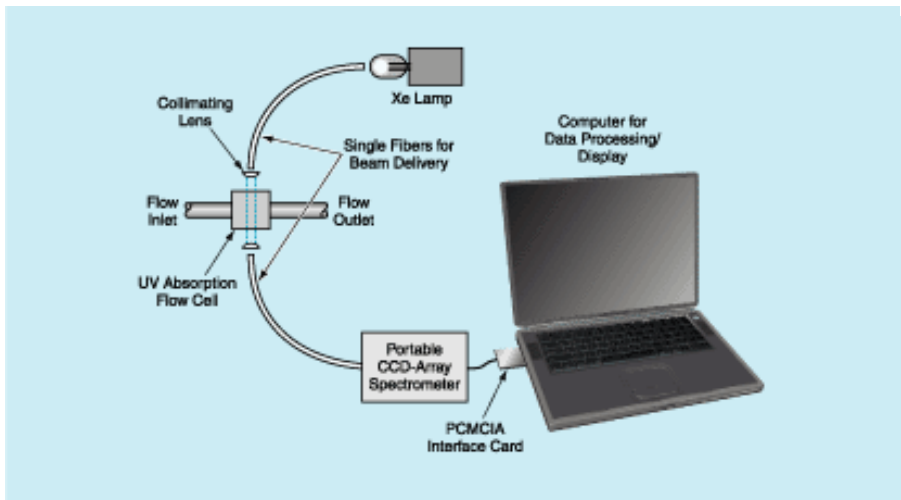 Xe Lamp
Collimating
Lens
Single Fibers for
Beam Delivery
Computer for
Data Processing/
Display
Flow
Inlet
Flow
Outlet
UV Absorption
Flow Cell
Portable
CCD-Array
Spectrometer
PCMCIA
Interface Card